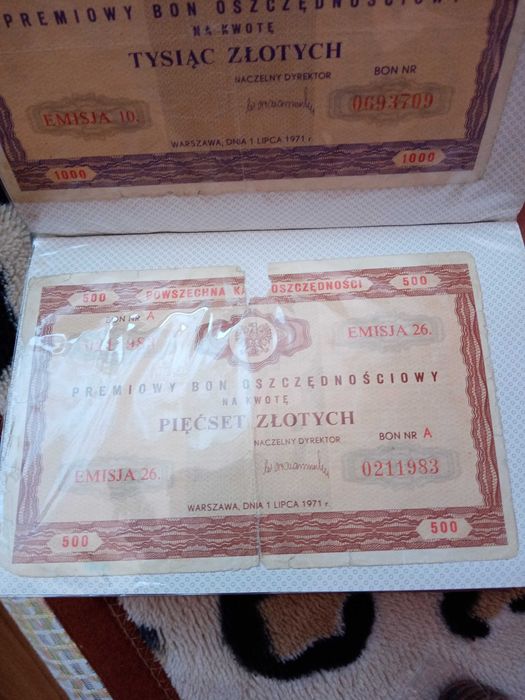 PREMIOWY BON OSZCZĘDNOŚCIOWY
NA KWOTĘ
TYSIĄC ZŁOTYCH
NACZELNY DYREKTOR
BON NR
EMISJA 10.
0693709
WARSZAWA, DNIA 1 LIPCA 1971 r.
1000
1000
500
POWSZECHNA OSZCZĘDNOŚCI
500
BON NR A
EMISJA 26.
PREMIOWY BON OSZCZĘDNOŚCIOWY
NA KWOTĘ
PIĘĆSET ZŁOTYCH
NACZELNY DYREKTOR
BON NR A
EMISJA 26.
0211983
WARSZAWA, DNIA 1 LIPCA 1971 r.
500
500